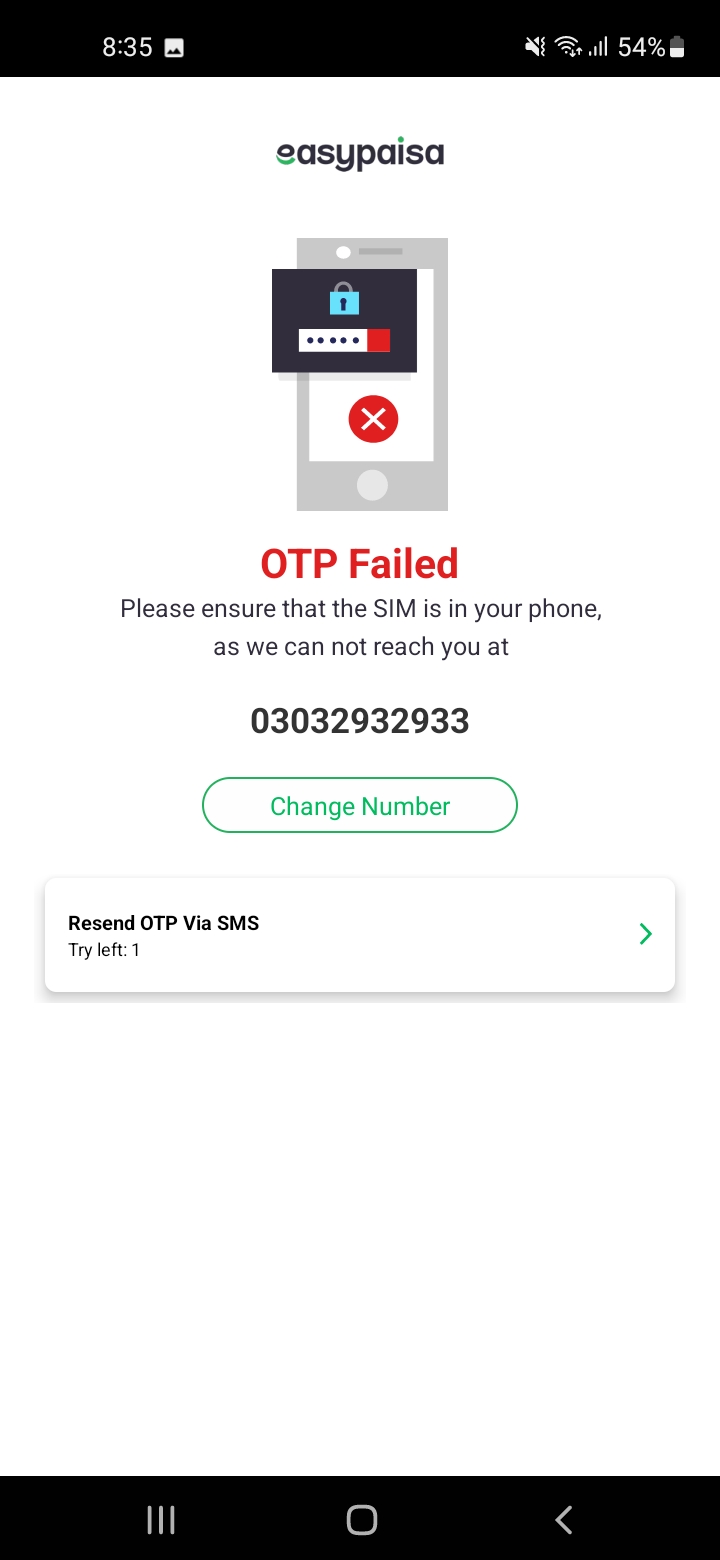 8:35
54%
easypaisa
OTP Failed
Please ensure that the SIM is in your phone,
as we can not reach you at
03032932933
Change Number
Resend OTP Via SMS
Try left: 1